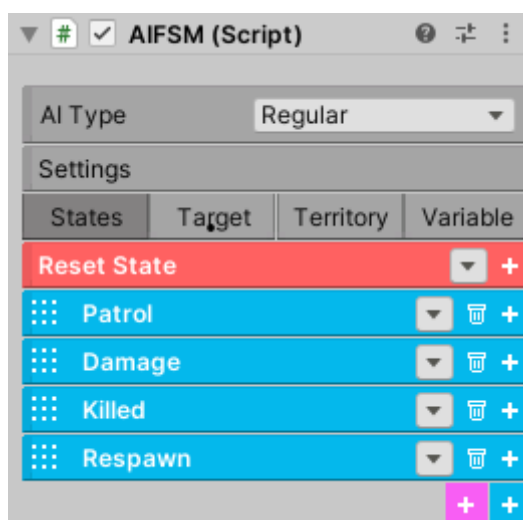 # AIFSM (Script)
AI Type Regular
Settings
States Target Territory Variable
Reset State
Patrol
Damage
Killed
Respawn